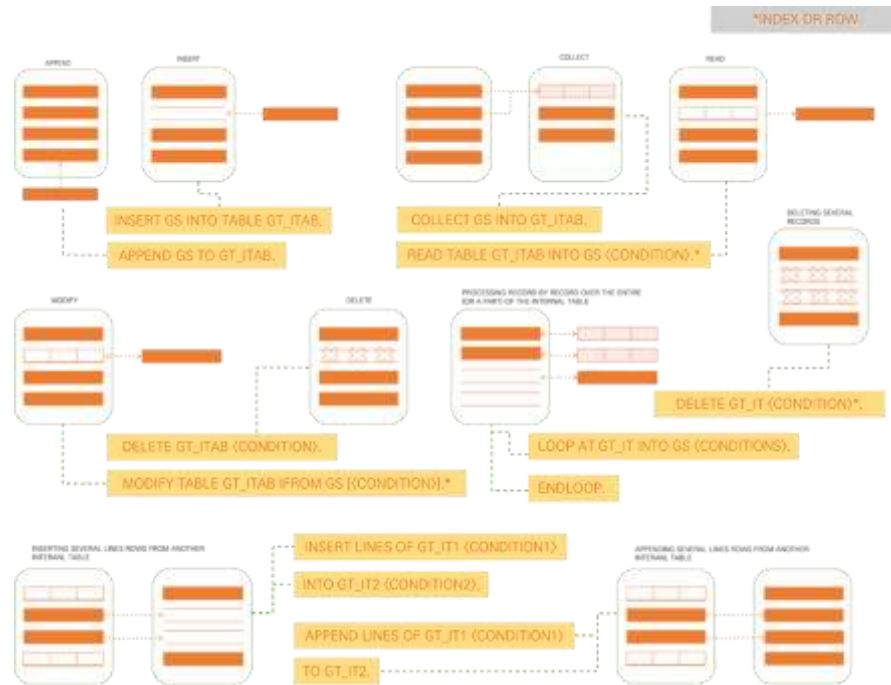 *INDEX OR ROW.
APPEND
INSERT
COLLECT
READ
INSERT GS INTO TABLE GT_ITAB.
APPEND GS TO GT_ITAB.
COLLECT GS INTO GT_ITAB.
READ TABLE GT_ITAB INTO GS (CONDITION).*
DELETING SEVERAL
RECORDS
MODIFY
DELETE
PROCESSING RECORD BY RECORD OVER THE ENTIRE
(OR A PART) OF THE INTERNAL TABLE
DELETE GT_IT (CONDITION)*.
DELETE GT_ITAB (CONDITION).
MODIFY TABLE GT_ITAB IFROM GS [(CONDITION)].*
LOOP AT GT_IT INTO GS (CONDITIONS).
ENDLOOP.
INSERTING SEVERAL LINES ROWS FROM ANOTHER
INTERANL TABLE
INSERT LINES OF GT_IT1 (CONDITION1)
INTO GT_IT2 (CONDITION2).
APPENDING SEVERAL LINES ROWS FROM ANOTHER
INTERNAL TABLE
APPEND LINES OF GT_IT1 (CONDITION1)
TO GT_IT2.